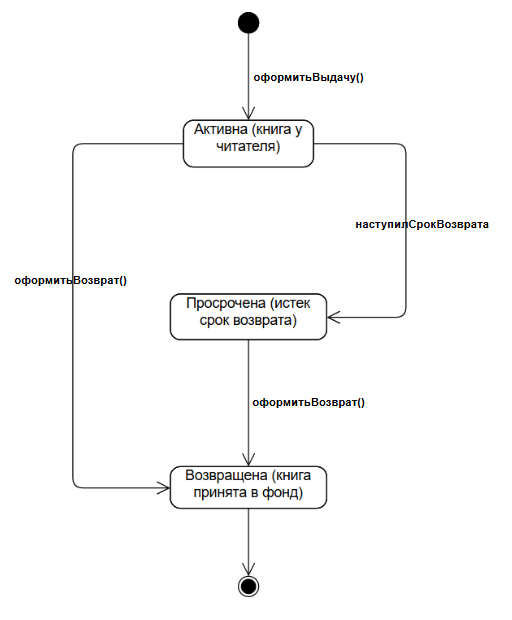 оформитьВыдачу()
Активна (книга у
читателя)
наступилСрокВозврата
оформитьВозврат()
Просрочена (истек
срок возврата)
оформитьВозврат()
Возвращена (книга
принята в фонд)